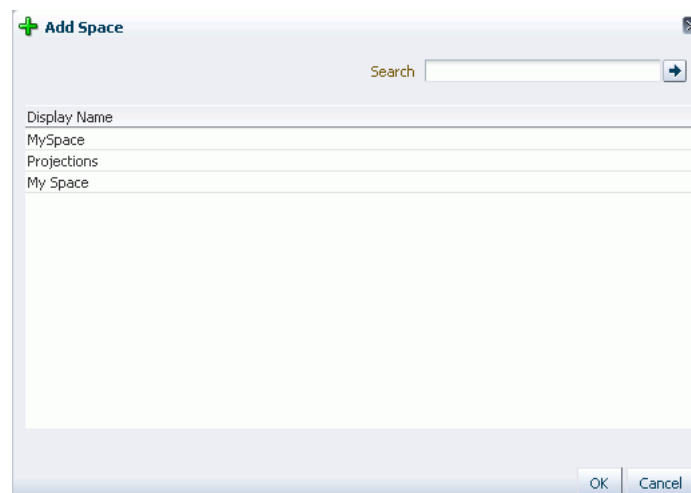 Add Space
Search
Display Name
MySpace
Projections
My Space
OK Cancel